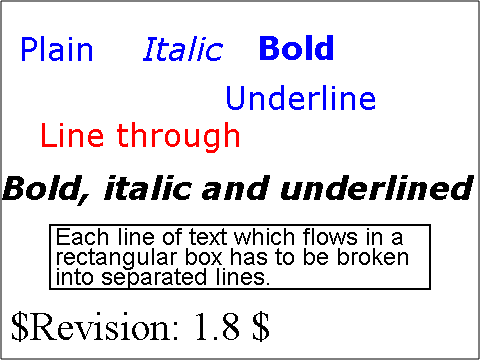 Plain Italic Bold
Underline
Line through
Bold, italic and underlined
Each line of text which flows in a
rectangular box has to be broken
into separated lines.
$Revision: 1.8 $